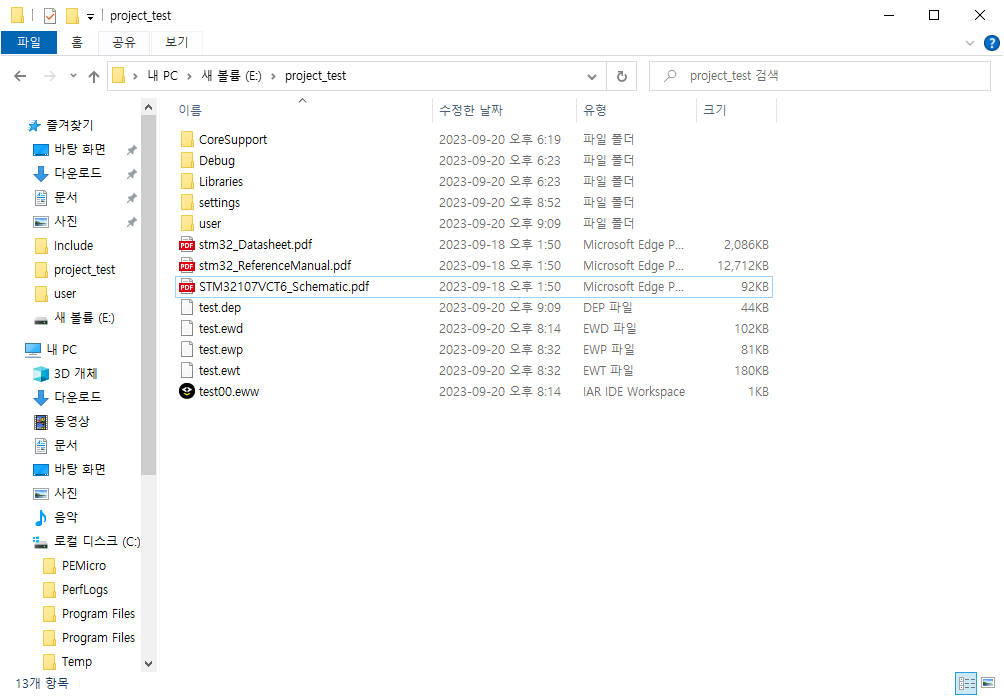 project_test
파일 홈 공유 보기
내 PC 새 볼륨 (E:) project_test
project_test 검색
즐겨찾기
바탕 화면
다운로드
문서
사진
Include
project_test
user
새 볼륨 (E:)
내 PC
3D 개체
다운로드
동영상
문서
바탕 화면
사진
음악
로컬 디스크 (C:)
PEMicro
PerfLogs
Program Files
Program Files
Temp
이름 수정한 날짜 유형 크기
CoreSupport 2023-09-20 오후 6:19 파일 폴더
Debug 2023-09-20 오후 6:23 파일 폴더
Libraries 2023-09-20 오후 6:23 파일 폴더
settings 2023-09-20 오후 8:52 파일 폴더
user 2023-09-20 오후 9:09 파일 폴더
PDF stm32_Datasheet.pdf 2023-09-18 오후 1:50 Microsoft Edge P... 2,086KB
PDF stm32_ReferenceManual.pdf 2023-09-18 오후 1:50 Microsoft Edge P... 12,712KB
PDF STM32107VCT6_Schematic.pdf 2023-09-18 오후 1:50 Microsoft Edge P... 92KB
test.dep 2023-09-20 오후 9:09 DEP 파일 44KB
test.ewd 2023-09-20 오후 8:14 EWD 파일 102KB
test.ewp 2023-09-20 오후 8:32 EWP 파일 81KB
test.ewt 2023-09-20 오후 8:32 EWT 파일 180KB
test00.eww 2023-09-20 오후 8:14 IAR IDE Workspace 1KB
13개 항목